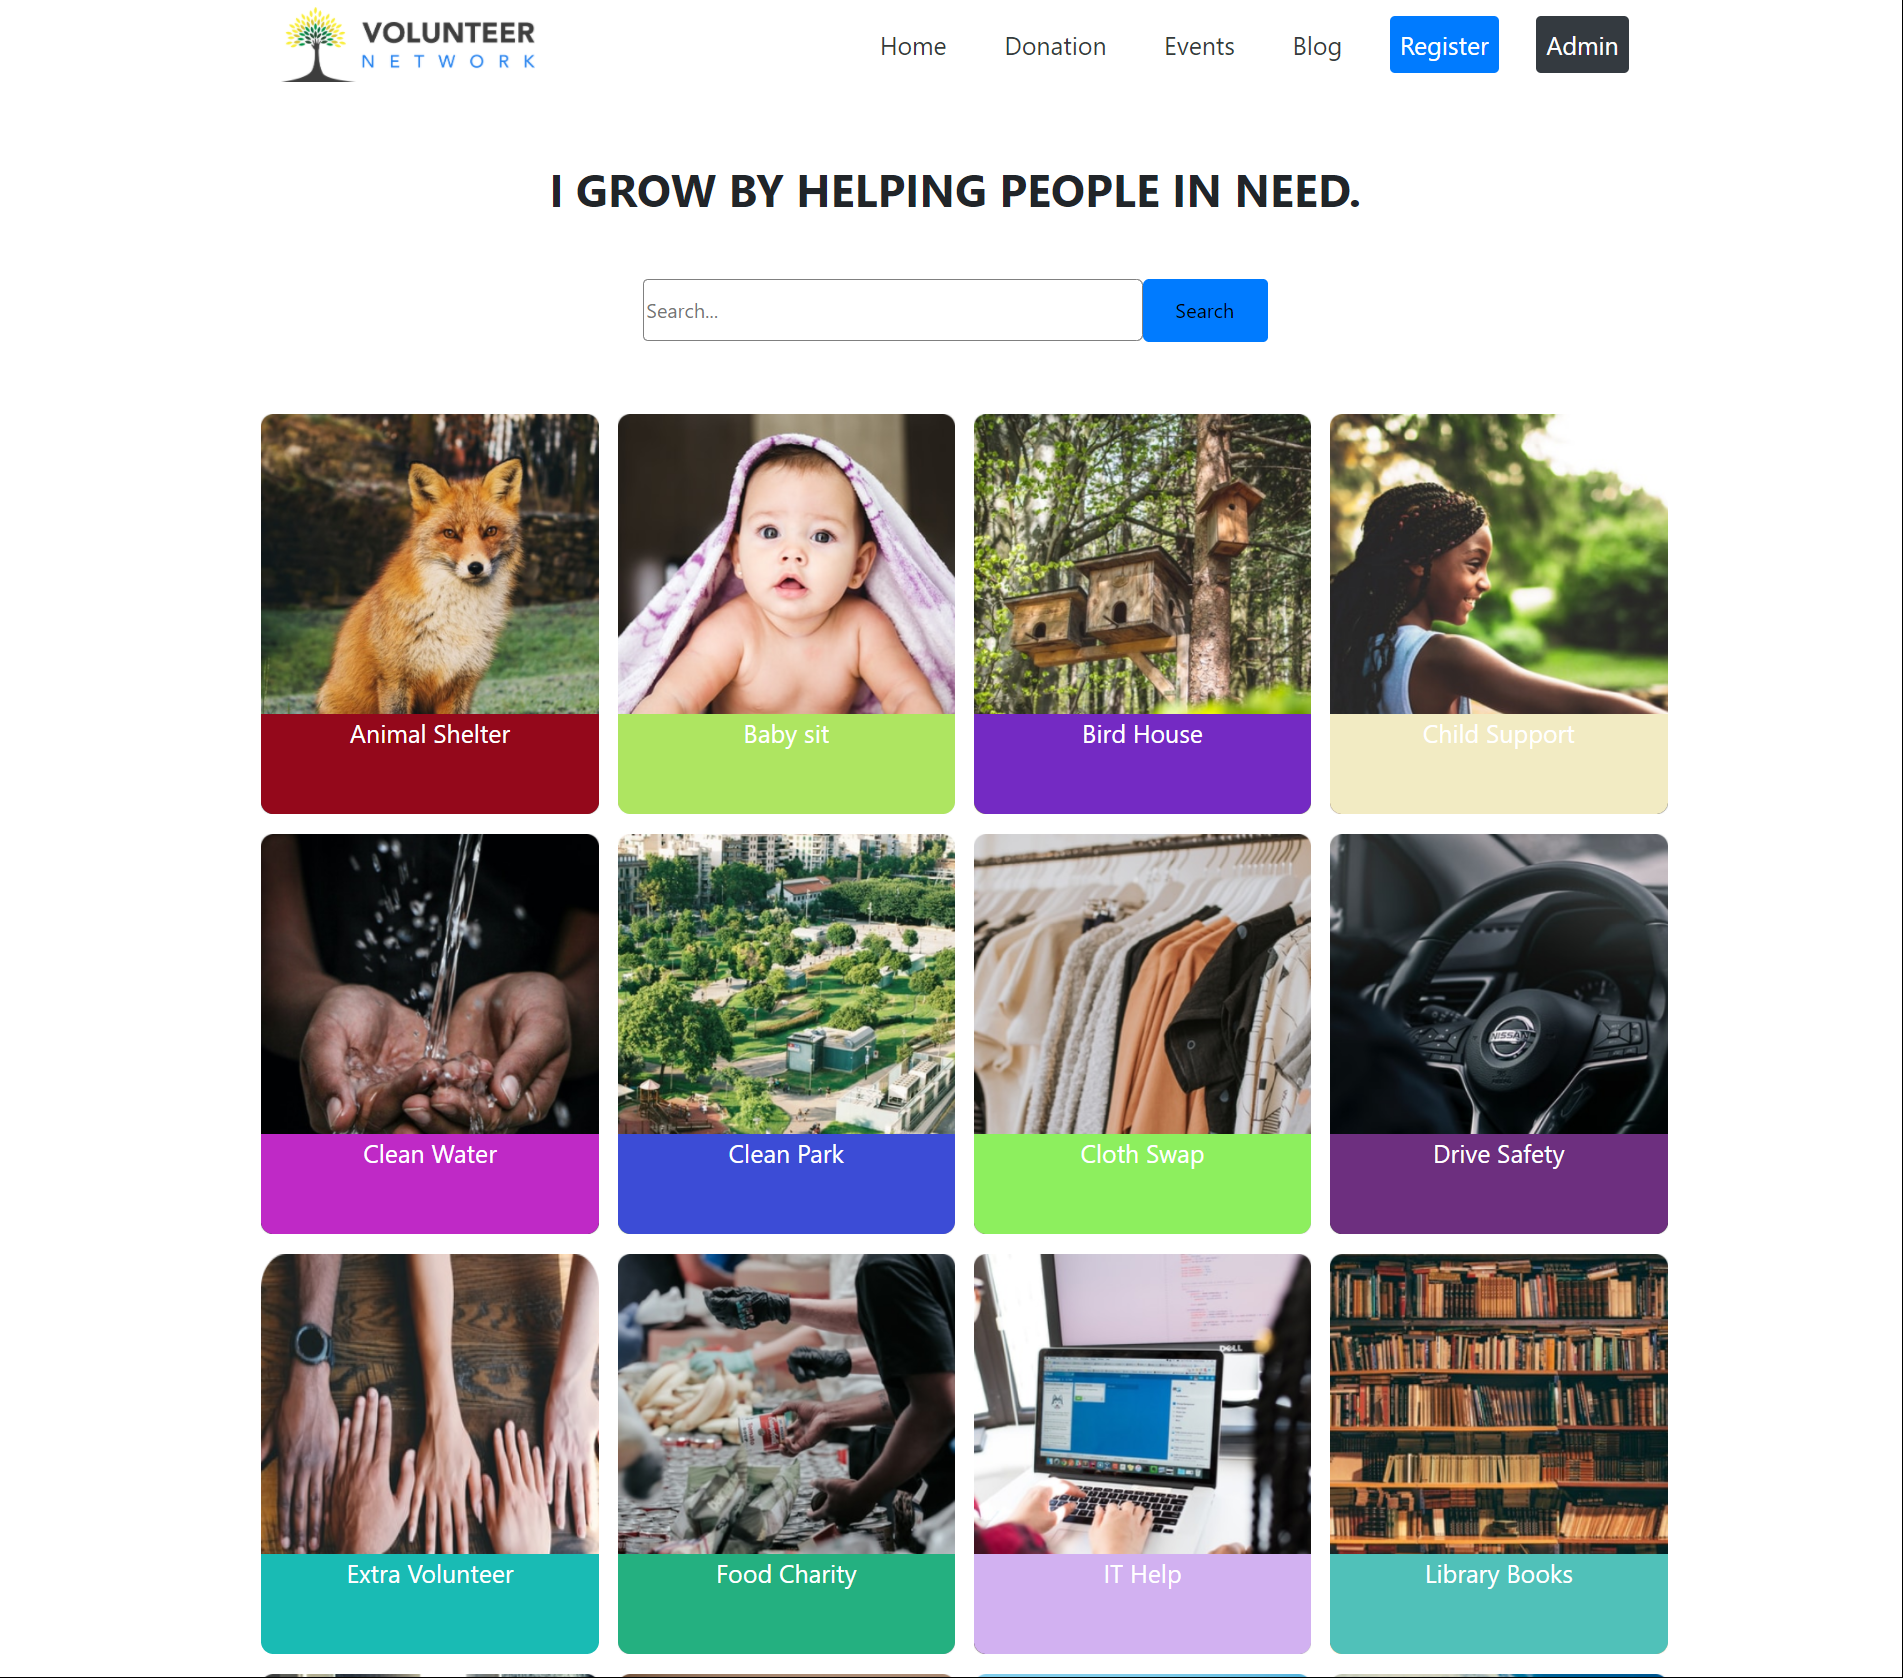 VOLUNTEER
NETWORK
Home Donation Events Blog Register Admin
I GROW BY HELPING PEOPLE IN NEED.
Search... Search
Animal Shelter Baby sit Bird House Child Support
NISSAN
Clean Water Clean Park Cloth Swap Drive Safety
DELL
Extra Volunteer Food Charity IT Help Library Books